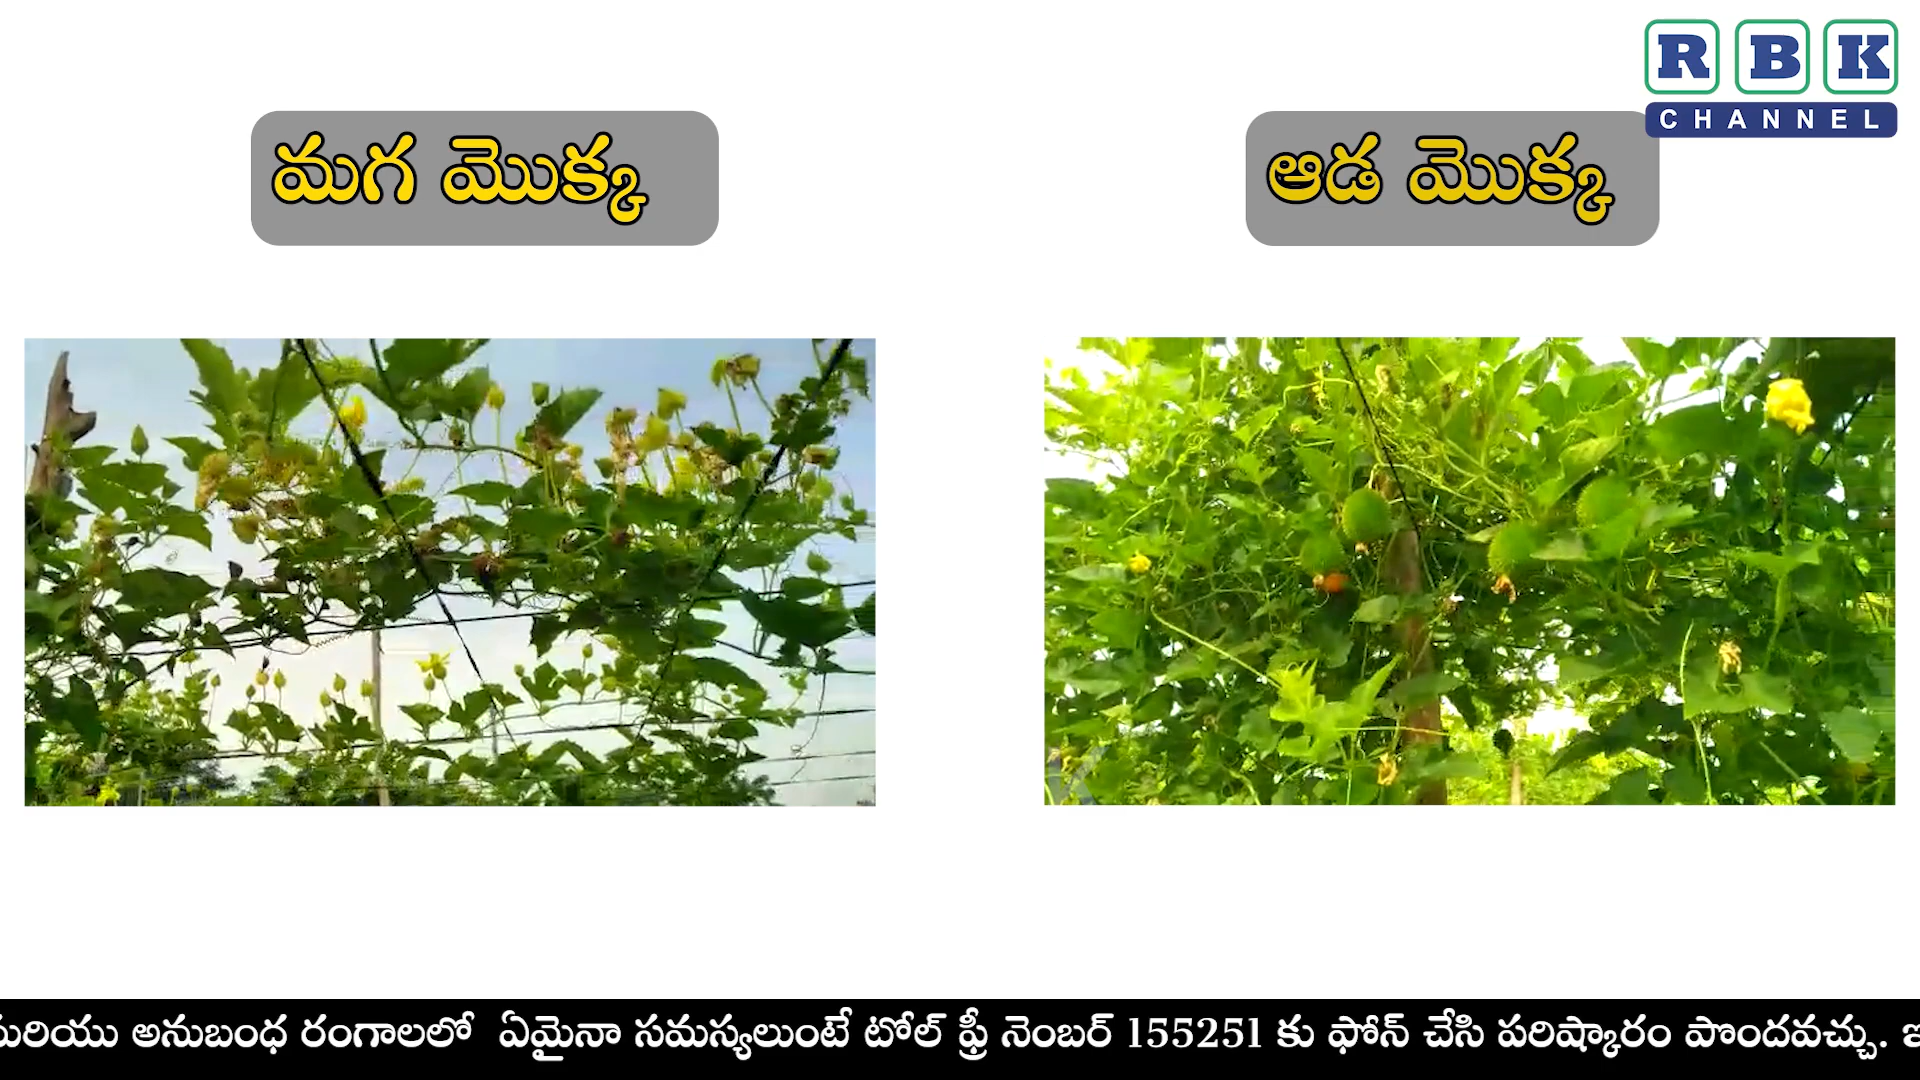 RBK
CHANNEL
మగ మొక్క
ఆడ మొక్క
మరియు అనుబంధ రంగాలలో ఏమైనా సమస్యలుంటే టోల్ ఫ్రీ నెంబర్ 155251 కు ఫోన్ చేసి పరిష్కారం పొందవచ్చు.